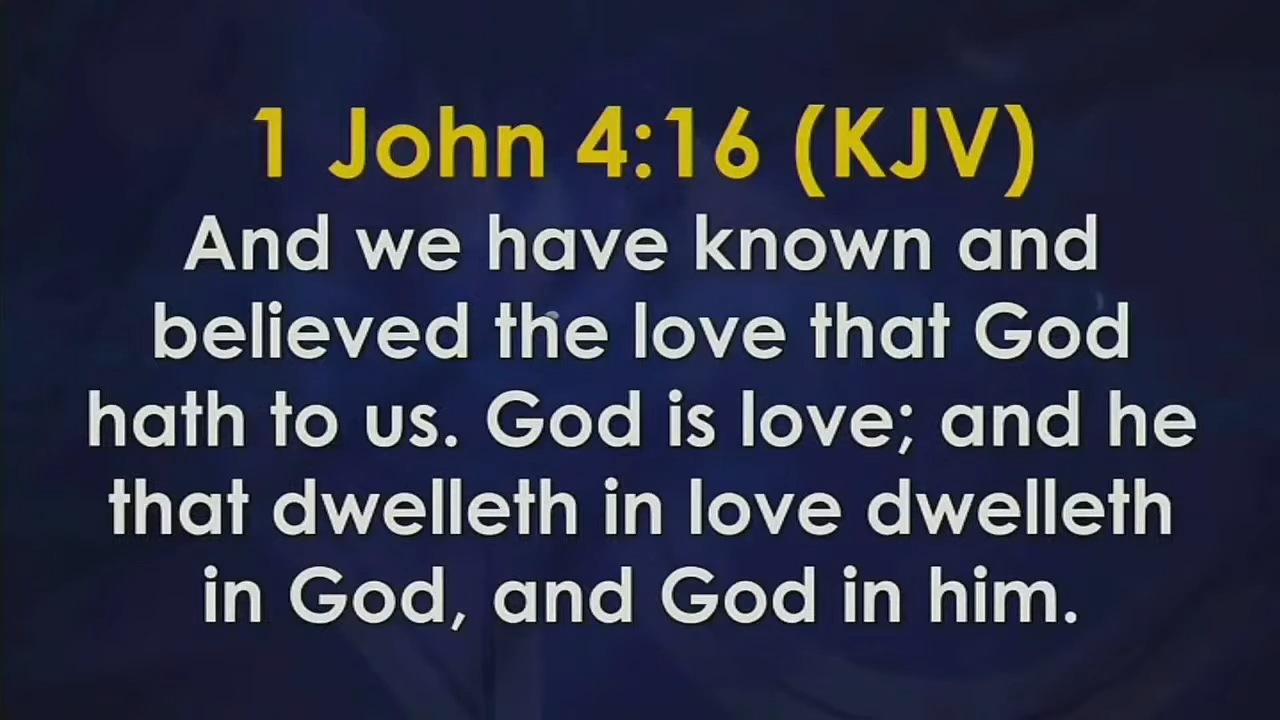 1 John 4:16 (KJV)
And we have known and
believed the love that God
hath to us. God is love; and he
that dwelleth in love dwelleth
in God, and God in him.